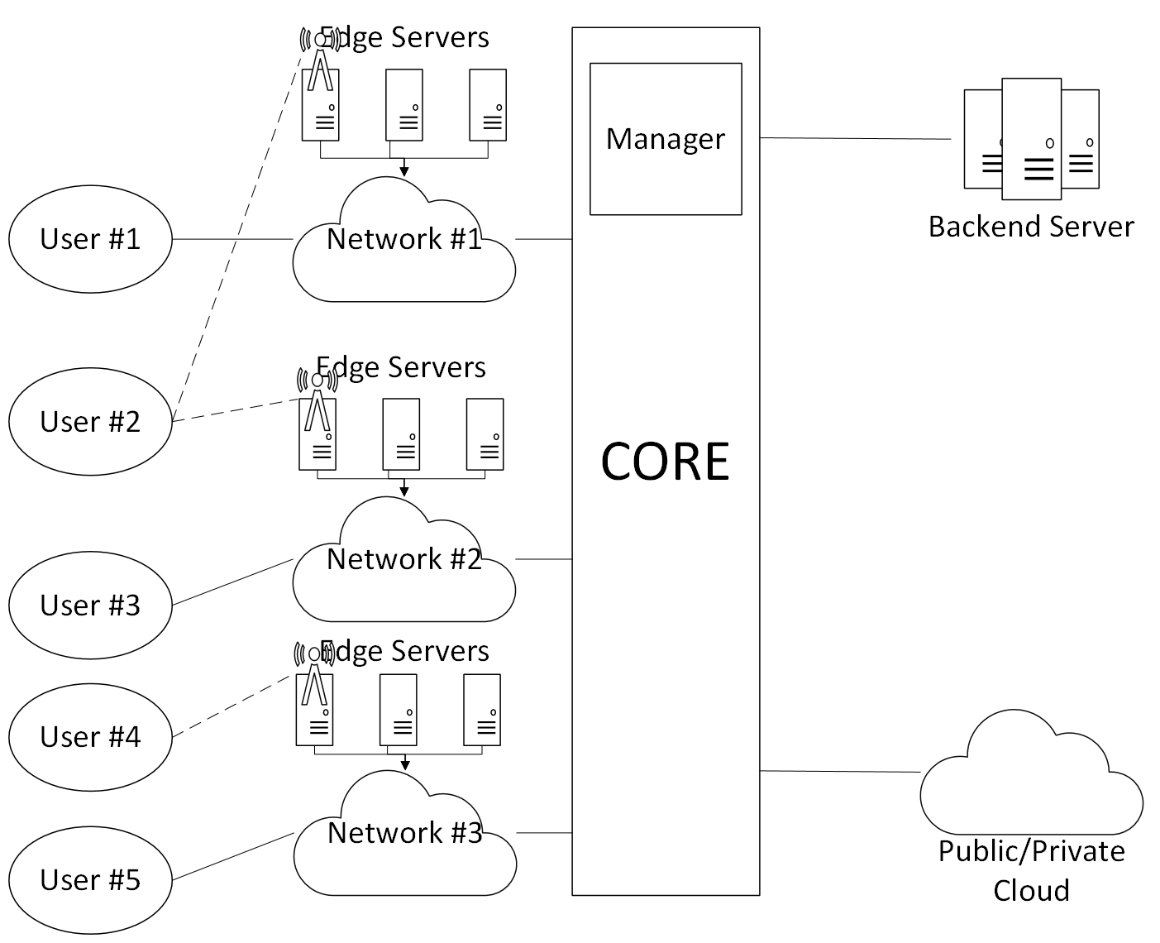 Edge Servers
Manager
User #1
Network #1
Backend Server
Edge Servers
User #2
CORE
Network #2
User #3
Edge Servers
User #4
Network #3
User #5
Public/Private
Cloud